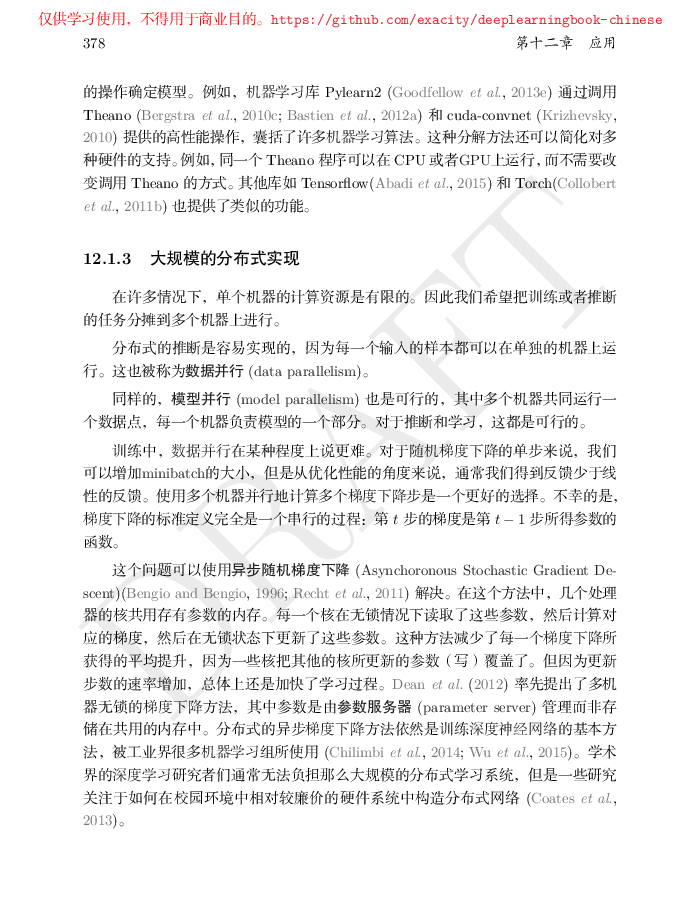 仅供学习使用，不得用于商业目的。https://github.com/exacity/deeplearningbook-chinese
378 第十二章 应用
的操作确定模型。例如，机器学习库 Pylearn2 (Goodfellow et al., 2013e) 通过调用
Theano (Bergstra et al., 2010c; Bastien et al., 2012a) 和 cuda-convnet (Krizhevsky,
2010) 提供的高性能操作，囊括了许多机器学习算法。这种分解方法还可以简化对多
种硬件的支持。例如，同一个 Theano 程序可以在 CPU 或者GPU上运行，而不需要改
变调用 Theano 的方式。其他库如 Tensorflow(Abadi et al., 2015) 和 Torch(Collobert
et al., 2011b) 也提供了类似的功能。
12.1.3 大规模的分布式实现
在许多情况下，单个机器的计算资源是有限的。因此我们希望把训练或者推断
的任务分摊到多个机器上进行。
分布式的推断是容易实现的，因为每一个输入的样本都可以在单独的机器上运
行。这也被称为数据并行 (data parallelism)。
同样的，模型并行 (model parallelism) 也是可行的，其中多个机器共同运行一
个数据点，每一个机器负责模型的一个部分。对于推断和学习，这都是可行的。
训练中，数据并行在某种程度上说更难。对于随机梯度下降的单步来说，我们
可以增加minibatch的大小，但是从优化性能的角度来说，通常我们得到反馈少于线
性的反馈。使用多个机器并行地计算多个梯度下降步是一个更好的选择。不幸的是，
梯度下降的标准定义完全是一个串行的过程：第 t 步的梯度是第 t − 1 步所得参数的
函数。
这个问题可以使用异步随机梯度下降 (Asynchoronous Stochastic Gradient De-
scent)(Bengio and Bengio, 1996; Recht et al., 2011) 解决。在这个方法中，几个处理
器的核共用存有参数的内存。每一个核在无锁情况下读取了这些参数，然后计算对
应的梯度，然后在无锁状态下更新了这些参数。这种方法减少了每一个梯度下降所
获得的平均提升，因为一些核把其他的核所更新的参数（写）覆盖了。但因为更新
步数的速率增加，总体上还是加快了学习过程。Dean et al. (2012) 率先提出了多机
器无锁的梯度下降方法，其中参数是由参数服务器 (parameter server) 管理而非存
储在共用的内存中。分布式的异步梯度下降方法依然是训练深度神经网络的基本方
法，被工业界很多机器学习组所使用 (Chilimbi et al., 2014; Wu et al., 2015)。学术
界的深度学习研究者们通常无法负担那么大规模的分布式学习系统，但是一些研究
关注于如何在校园环境中相对较廉价的硬件系统中构造分布式网络 (Coates et al.,
2013)。
DRAFT